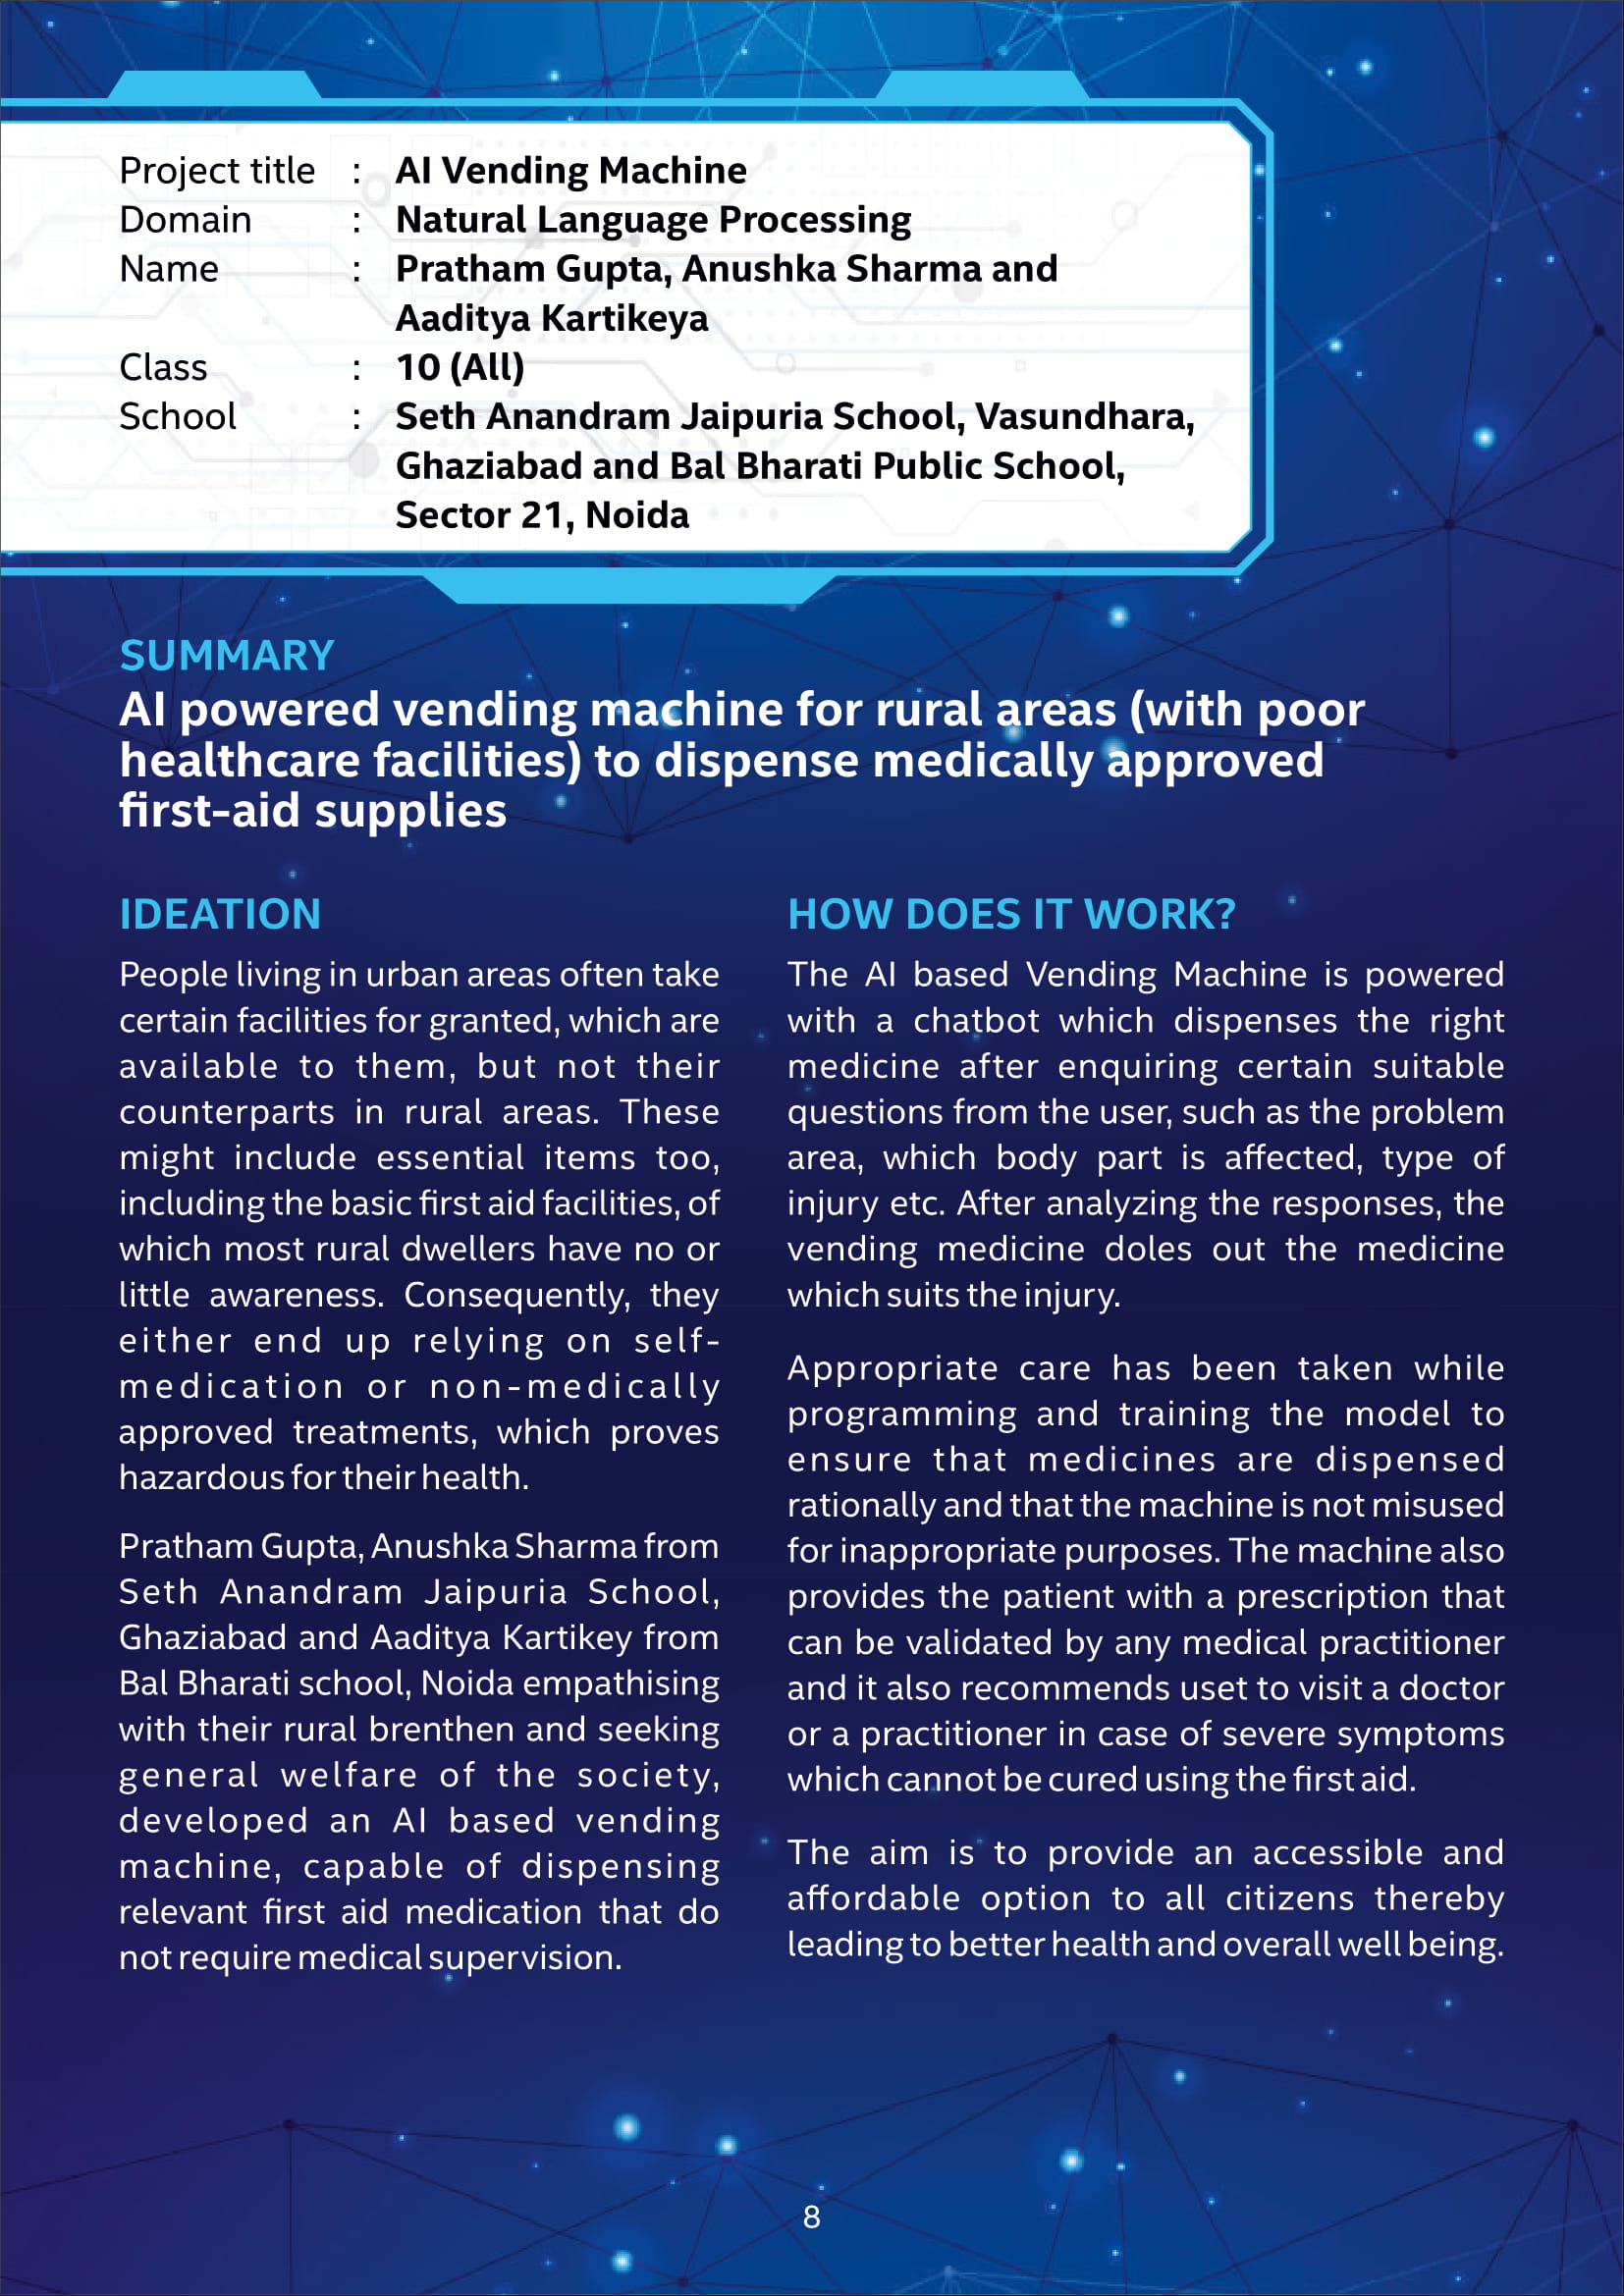 Project title : AI Vending Machine
Domain : Natural Language Processing
Name : Pratham Gupta, Anushka Sharma and
Aaditya Kartikeya
Class : 10 (All)
School : Seth Anandram Jaipuria School, Vasundhara,
Ghaziabad and Bal Bharati Public School,
Sector 21, Noida
SUMMARY
AI powered vending machine for rural areas (with poor
healthcare facilities) to dispense medically approved
first-aid supplies
IDEATION
People living in urban areas often take
certain facilities for granted, which are
available to them, but not their
counterparts in rural areas. These
might include essential items too,
including the basic first aid facilities, of
which most rural dwellers have no or
little awareness. Consequently, they
either end up relying on self-
medication or non-medically
approved treatments, which proves
hazardous for their health.
Pratham Gupta, Anushka Sharma from
Seth Anandram Jaipuria School,
Ghaziabad and Aaditya Kartikey from
Bal Bharati school, Noida empathising
with their rural brenthen and seeking
general welfare of the society,
developed an AI based vending
machine, capable of dispensing
relevant first aid medication that do
not require medical supervision.
HOW DOES IT WORK?
The AI based Vending Machine is powered
with a chatbot which dispenses the right
medicine after enquiring certain suitable
questions from the user, such as the problem
area, which body part is affected, type of
injury etc. After analyzing the responses, the
vending medicine doles out the medicine
which suits the injury.
Appropriate care has been taken while
programming and training the model to
ensure that medicines are dispensed
rationally and that the machine is not misused
for inappropriate purposes. The machine also
provides the patient with a prescription that
can be validated by any medical practitioner
and it also recommends uset to visit a doctor
or a practitioner in case of severe symptoms
which cannot be cured using the first aid.
The aim is to provide an accessible and
affordable option to all citizens thereby
leading to better health and overall well being.
8